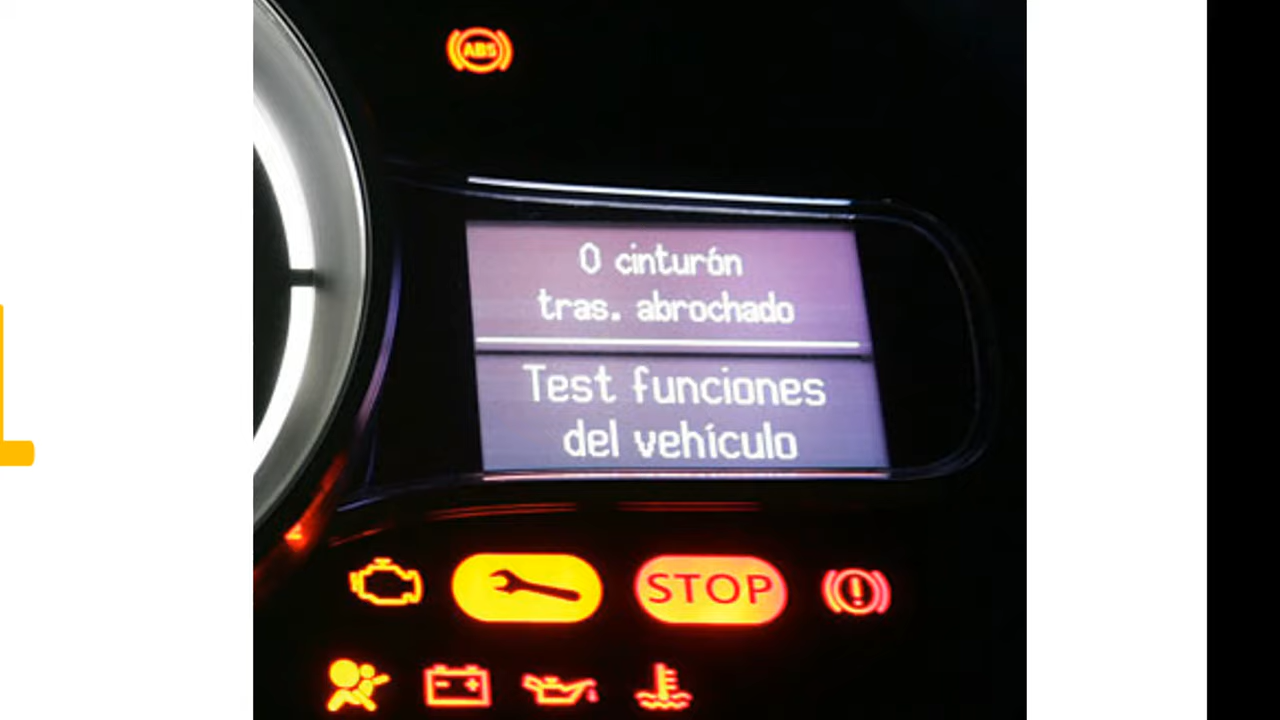 ABS
0 cinturón
tras. abrochado
Test funciones
del vehículo
STOP